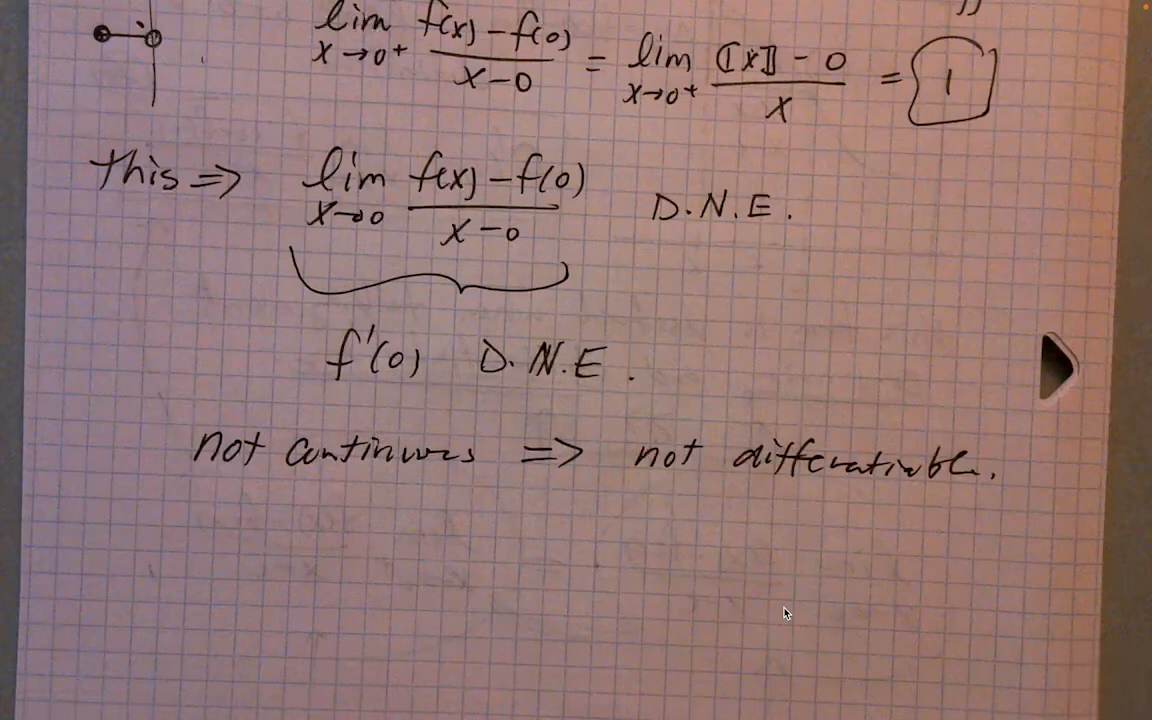 lim x→0⁺ f(x) - f(0) / x - 0 = lim x→0⁺ ⟦x⟧ - 0 / x = 1
this ⇒ lim x→0 f(x) - f(0) / x - 0 D.N.E.
f'(0) D.N.E.
not continuous ⇒ not differentiable.